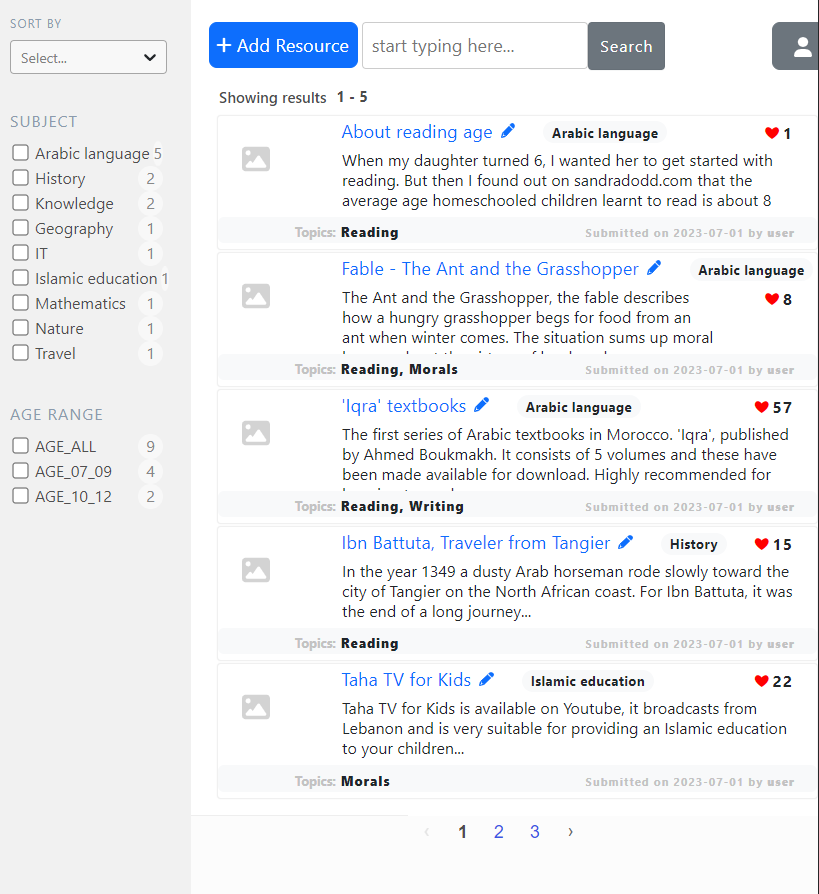 SORT BY
Select...
SUBJECT
Arabic language 5
History 2
Knowledge 2
Geography 1
IT 1
Islamic education 1
Mathematics 1
Nature 1
Travel 1
AGE RANGE
AGE_ALL 9
AGE_07_09 4
AGE_10_12 2
+ Add Resource start typing here... Search
Showing results 1 - 5
About reading age Arabic language 1
When my daughter turned 6, I wanted her to get started with
reading. But then I found out on sandradodd.com that the
average age homeschooled children learnt to read is about 8
Topics: Reading Submitted on 2023-07-01 by user
Fable - The Ant and the Grasshopper Arabic language
8
The Ant and the Grasshopper, the fable describes
how a hungry grasshopper begs for food from an
ant when winter comes. The situation sums up moral
Topics: Reading, Morals Submitted on 2023-07-01 by user
'Iqra' textbooks Arabic language 57
The first series of Arabic textbooks in Morocco. 'Iqra', published
by Ahmed Boukmakh. It consists of 5 volumes and these have
been made available for download. Highly recommended for
Topics: Reading, Writing Submitted on 2023-07-01 by user
Ibn Battuta, Traveler from Tangier History 15
In the year 1349 a dusty Arab horseman rode slowly toward the
city of Tangier on the North African coast. For Ibn Battuta, it was
the end of a long journey...
Topics: Reading Submitted on 2023-07-01 by user
Taha TV for Kids Islamic education 22
Taha TV for Kids is available on Youtube, it broadcasts from
Lebanon and is very suitable for providing an Islamic education
to your children...
Topics: Morals Submitted on 2023-07-01 by user
‹ 1 2 3 ›